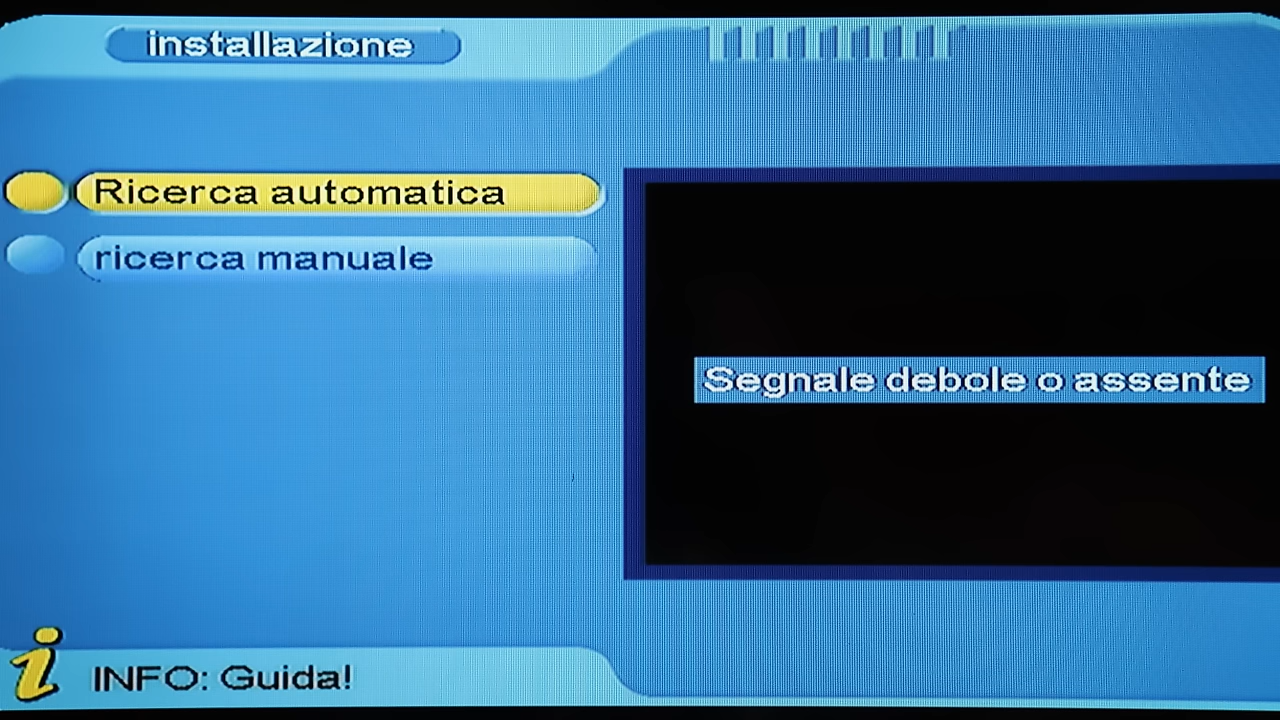 installazione
Ricerca automatica
ricerca manuale
Segnale debole o assente
INFO: Guida!